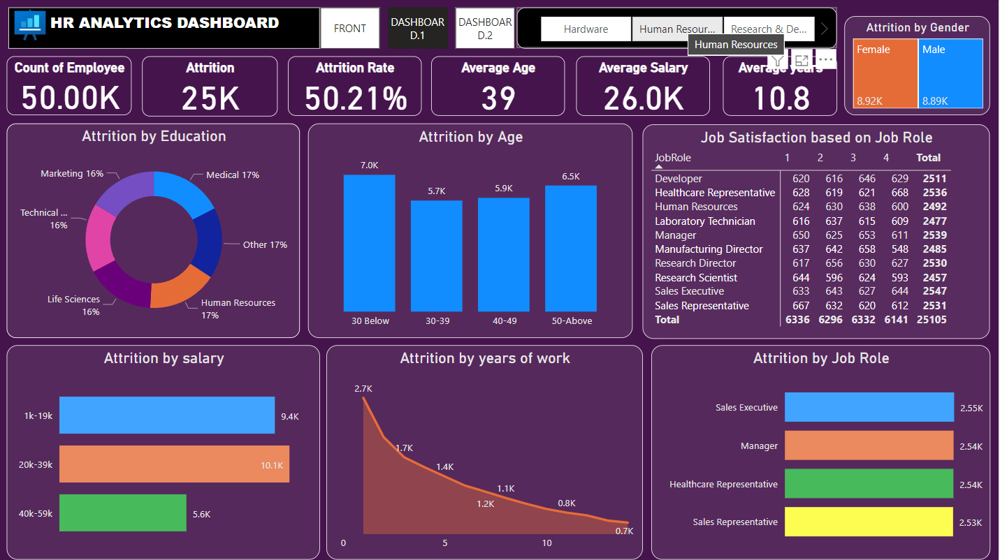 HR ANALYTICS DASHBOARD
FRONT
DASHBOAR
D.1
DASHBOAR
D.2
Hardware
Human Resour...
Research & De...
Human Resources
Attrition by Gender
Female
Male
8.92K
8.89K
Count of Employee
50.00K
Attrition
25K
Attrition Rate
50.21%
Average Age
39
Average Salary
26.0K
Average years
10.8
Attrition by Education
Marketing 16%
Medical 17%
Technical ...
16%
Other 17%
Life Sciences
16%
Human Resources
17%
Attrition by Age
7.0K
5.7K
5.9K
6.5K
30 Below
30-39
40-49
50-Above
Job Satisfaction based on Job Role
JobRole 1 2 3 4 Total
Developer 620 616 646 629 2511
Healthcare Representative 628 619 621 668 2536
Human Resources 624 630 638 600 2492
Laboratory Technician 616 637 615 609 2477
Manager 650 625 653 611 2539
Manufacturing Director 637 642 658 548 2485
Research Director 617 656 630 627 2530
Research Scientist 644 596 624 593 2457
Sales Executive 633 643 627 644 2547
Sales Representative 667 632 620 612 2531
Total 6336 6296 6332 6141 25105
Attrition by salary
1k-19k 9.4K
20k-39k 10.1K
40k-59k 5.6K
Attrition by years of work
2.7K
1.7K
1.4K
1.2K
1.1K
0.8K
0.7K
0 5 10
Attrition by Job Role
Sales Executive 2.55K
Manager 2.54K
Healthcare Representative 2.54K
Sales Representative 2.53K